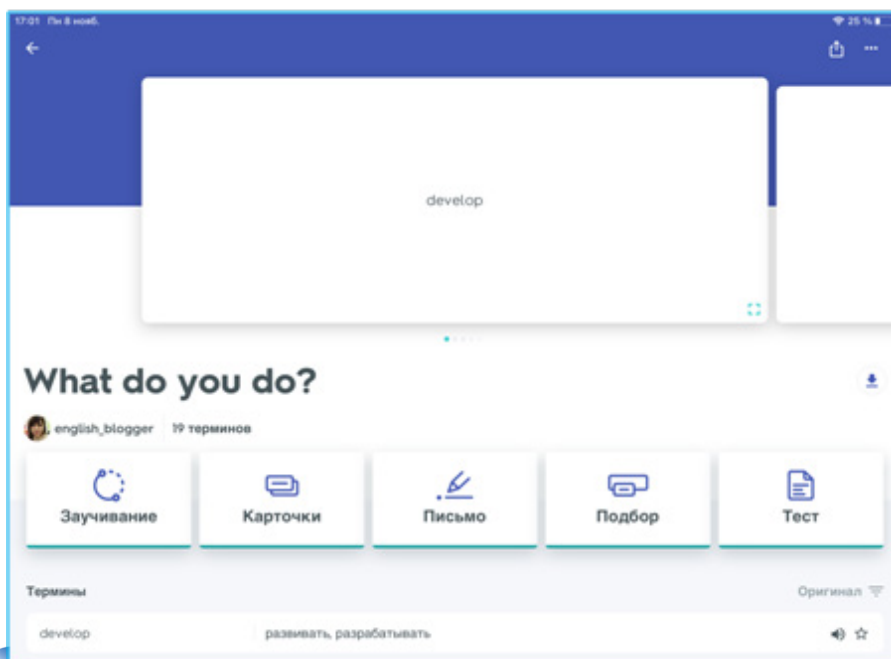 17:01 Пн 8 нояб. 25 %
develop
What do you do?
english_blogger 19 терминов
Заучивание Карточки Письмо Подбор Тест
Термины Оригинал
develop развивать, разрабатывать